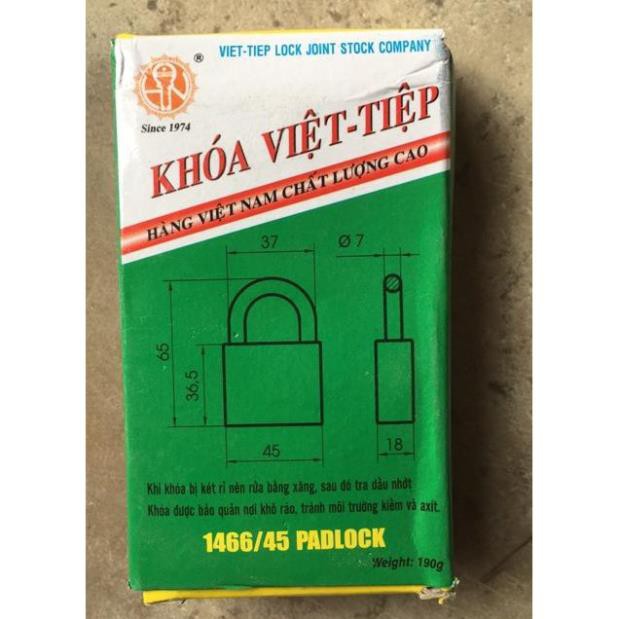 VIET-TIEP LOCK JOINT STOCK COMPANY
®
Since 1974
KHÓA VIỆT-TIỆP
HÀNG VIỆT NAM CHẤT LƯỢNG CAO
37
Ø 7
65
36,5
45
18
Khi khóa bị két rỉ nên rửa bằng xăng, sau đó tra dầu nhớt
Khóa được bảo quản nơi khô ráo, tránh môi trường kiềm và axít.
1466/45 PADLOCK
Weight: 190g